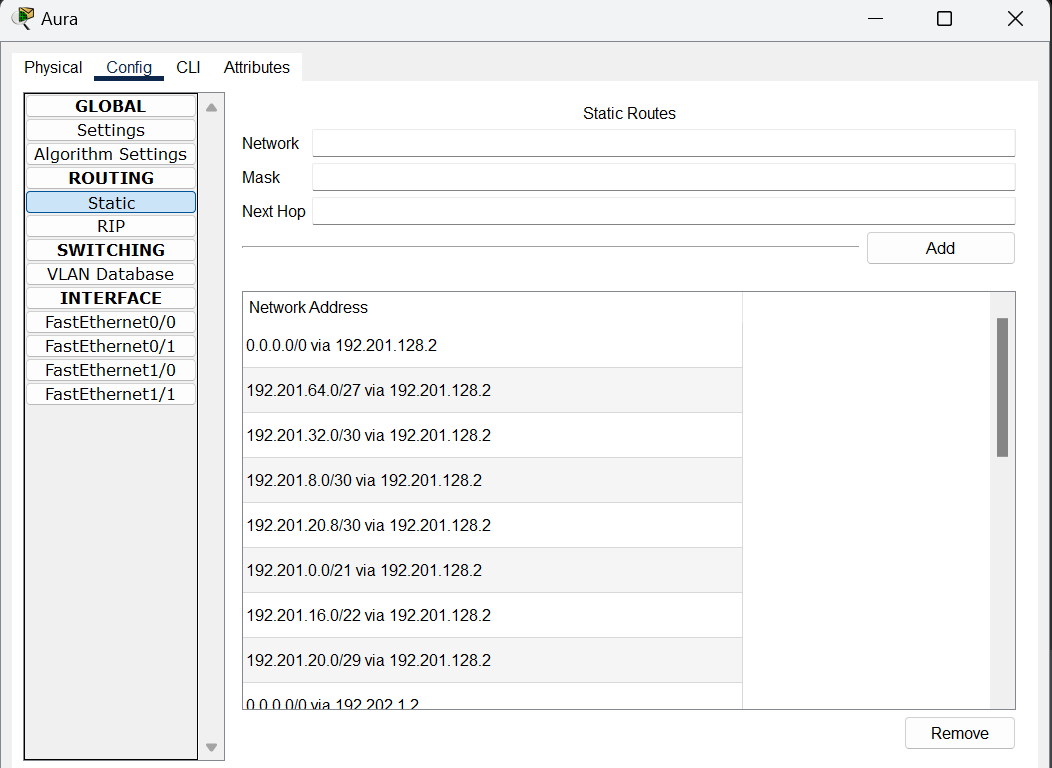 Aura
Physical Config CLI Attributes
GLOBAL
Settings
Algorithm Settings
ROUTING
Static
RIP
SWITCHING
VLAN Database
INTERFACE
FastEthernet0/0
FastEthernet0/1
FastEthernet1/0
FastEthernet1/1
Static Routes
Network
Mask
Next Hop
Add
Network Address
0.0.0.0/0 via 192.201.128.2
192.201.64.0/27 via 192.201.128.2
192.201.32.0/30 via 192.201.128.2
192.201.8.0/30 via 192.201.128.2
192.201.20.8/30 via 192.201.128.2
192.201.0.0/21 via 192.201.128.2
192.201.16.0/22 via 192.201.128.2
192.201.20.0/29 via 192.201.128.2
0.0.0.0/0 via 192.202.1.2
Remove